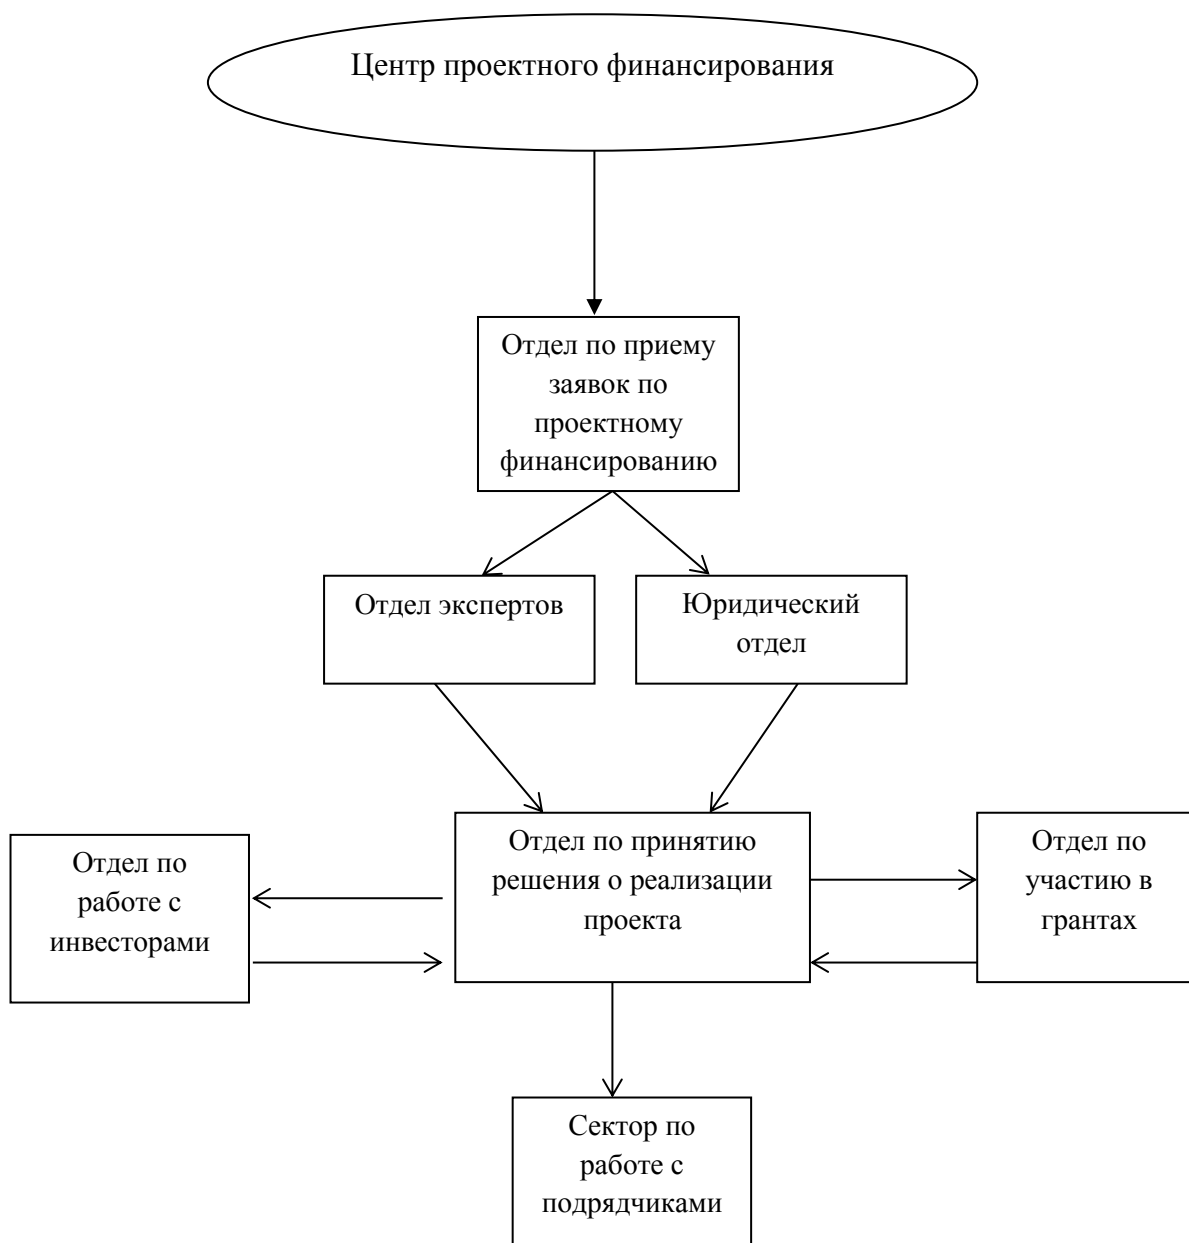 Центр проектного финансирования
Отдел по приему
заявок по
проектному
финансированию
Отдел экспертов
Юридический
отдел
Отдел по
работе с
инвесторами
Отдел по принятию
решения о реализации
проекта
Отдел по
участию в
грантах
Сектор по
работе с
подрядчиками